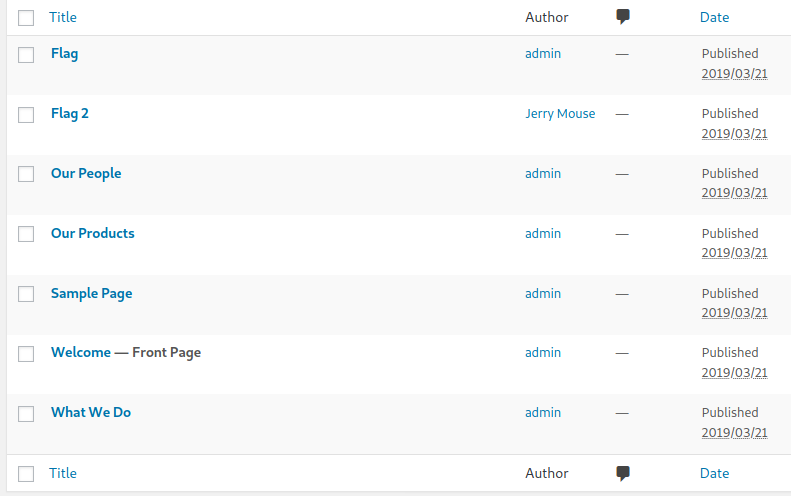 Title Author Date
Flag admin — Published
2019/03/21
Flag 2 Jerry Mouse — Published
2019/03/21
Our People admin — Published
2019/03/21
Our Products admin — Published
2019/03/21
Sample Page admin — Published
2019/03/21
Welcome — Front Page admin — Published
2019/03/21
What We Do admin — Published
2019/03/21
Title Author Date